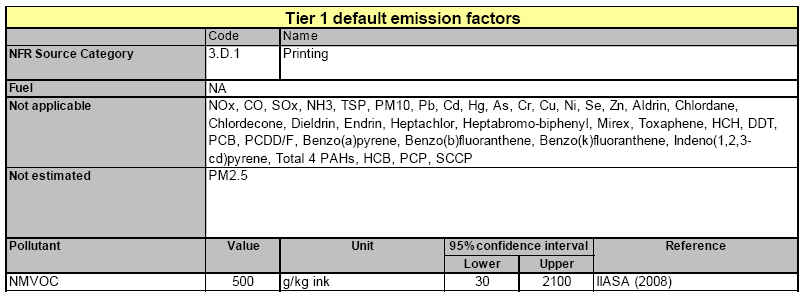 Tier 1 default emission factors
Code Name
NFR Source Category 3.D.1 Printing
Fuel NA
Not applicable NOx, CO, SOx, NH3, TSP, PM10, Pb, Cd, Hg, As, Cr, Cu, Ni, Se, Zn, Aldrin, Chlordane,
Chlordecone, Dieldrin, Endrin, Heptachlor, Heptabromo-biphenyl, Mirex, Toxaphene, HCH, DDT,
PCB, PCDD/F, Benzo(a)pyrene, Benzo(b)fluoranthene, Benzo(k)fluoranthene, Indeno(1,2,3-
cd)pyrene, Total 4 PAHs, HCB, PCP, SCCP
Not estimated PM2.5
Pollutant Value Unit 95% confidence interval Reference
Lower Upper
NMVOC 500 g/kg ink 30 2100 IIASA (2008)